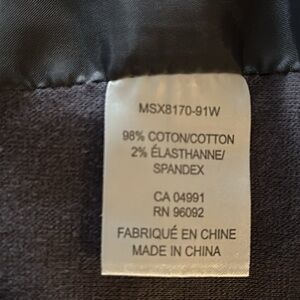 MSX8170-91W
98% COTON/COTTON
2% ÉLASTHANNE/
SPANDEX
CA 04991
RN 96092
FABRIQUÉ EN CHINE
MADE IN CHINA